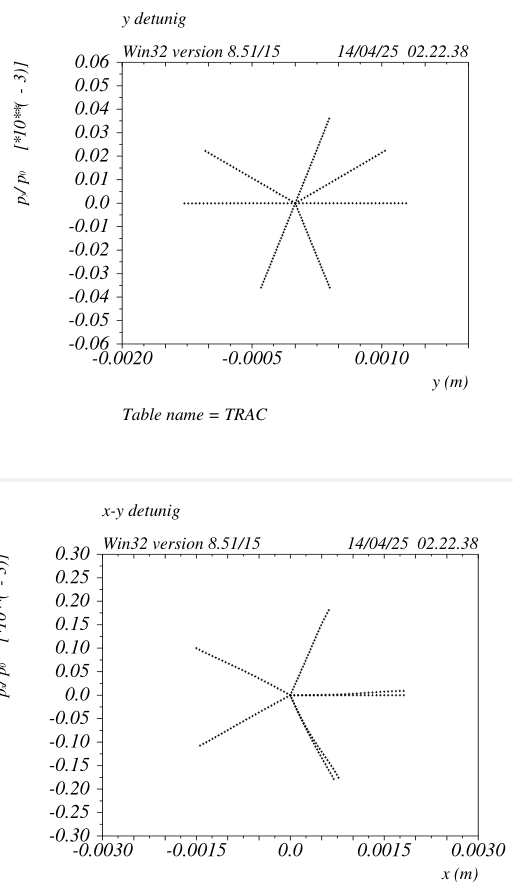 y detunig
Win32 version 8.51/15 14/04/25 02.22.38
0.06
0.05
0.04
0.03
0.02
0.01
0.0
-0.01
-0.02
-0.03
-0.04
-0.05
-0.06
p_y/ p_0 [*10**( - 3)]
-0.0020 -0.0005 0.0010
y (m)
Table name = TRAC
x-y detunig
Win32 version 8.51/15 14/04/25 02.22.38
0.30
0.25
0.20
0.15
0.10
0.05
0.0
-0.05
-0.10
-0.15
-0.20
-0.25
-0.30
-0.0030 -0.0015 0.0 0.0015 0.0030
x (m)